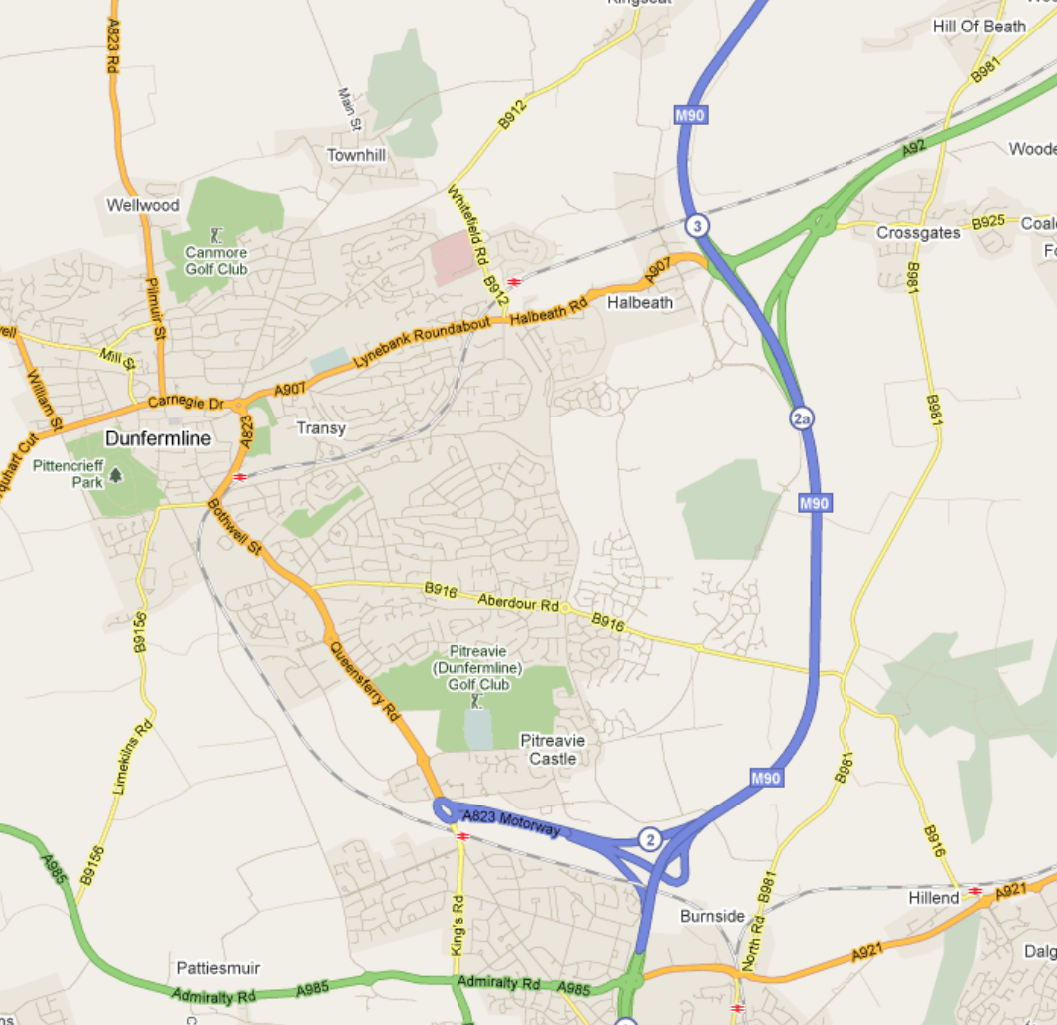 Kingseat
Hill Of Beath
A823 Rd
B981
Main St
B912
M90
A92
Townhill
Whitefield Rd
Wellwood
3
B925
Crossgates
Canmore
Golf Club
A907
B981
B912
Halbeath
Halbeath Rd
Pilmuir St
Lynebank Roundabout
Mill St
William St
A907
Carnegie Dr
B981
2a
A823
Transy
Dunfermline
Pittencrieff
Park
M90
Bothwell St
B916
Aberdour Rd
B916
B9156
Pitreavie
(Dunfermline)
Golf Club
Queensferry Rd
Pitreavie
Castle
Limekilns Rd
B981
M90
A823 Motorway
2
B916
A985
B9156
B981
A921
Hillend
King's Rd
Burnside
North Rd
A921
Pattiesmuir
Admiralty Rd
A985
Admiralty Rd
A985